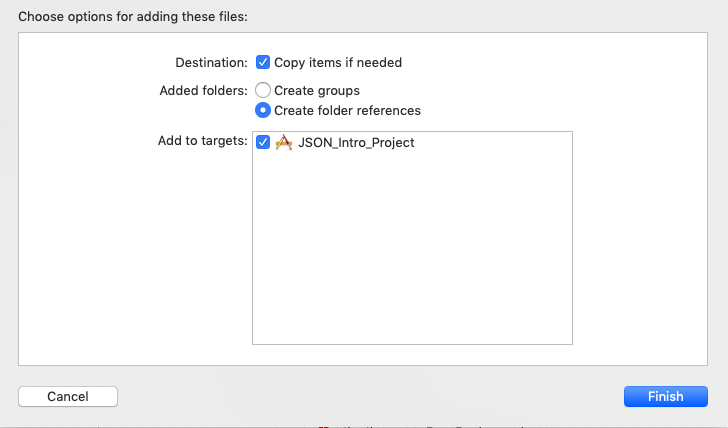 Choose options for adding these files:
Destination: Copy items if needed
Added folders: Create groups
Create folder references
Add to targets: JSON_Intro_Project
Cancel Finish